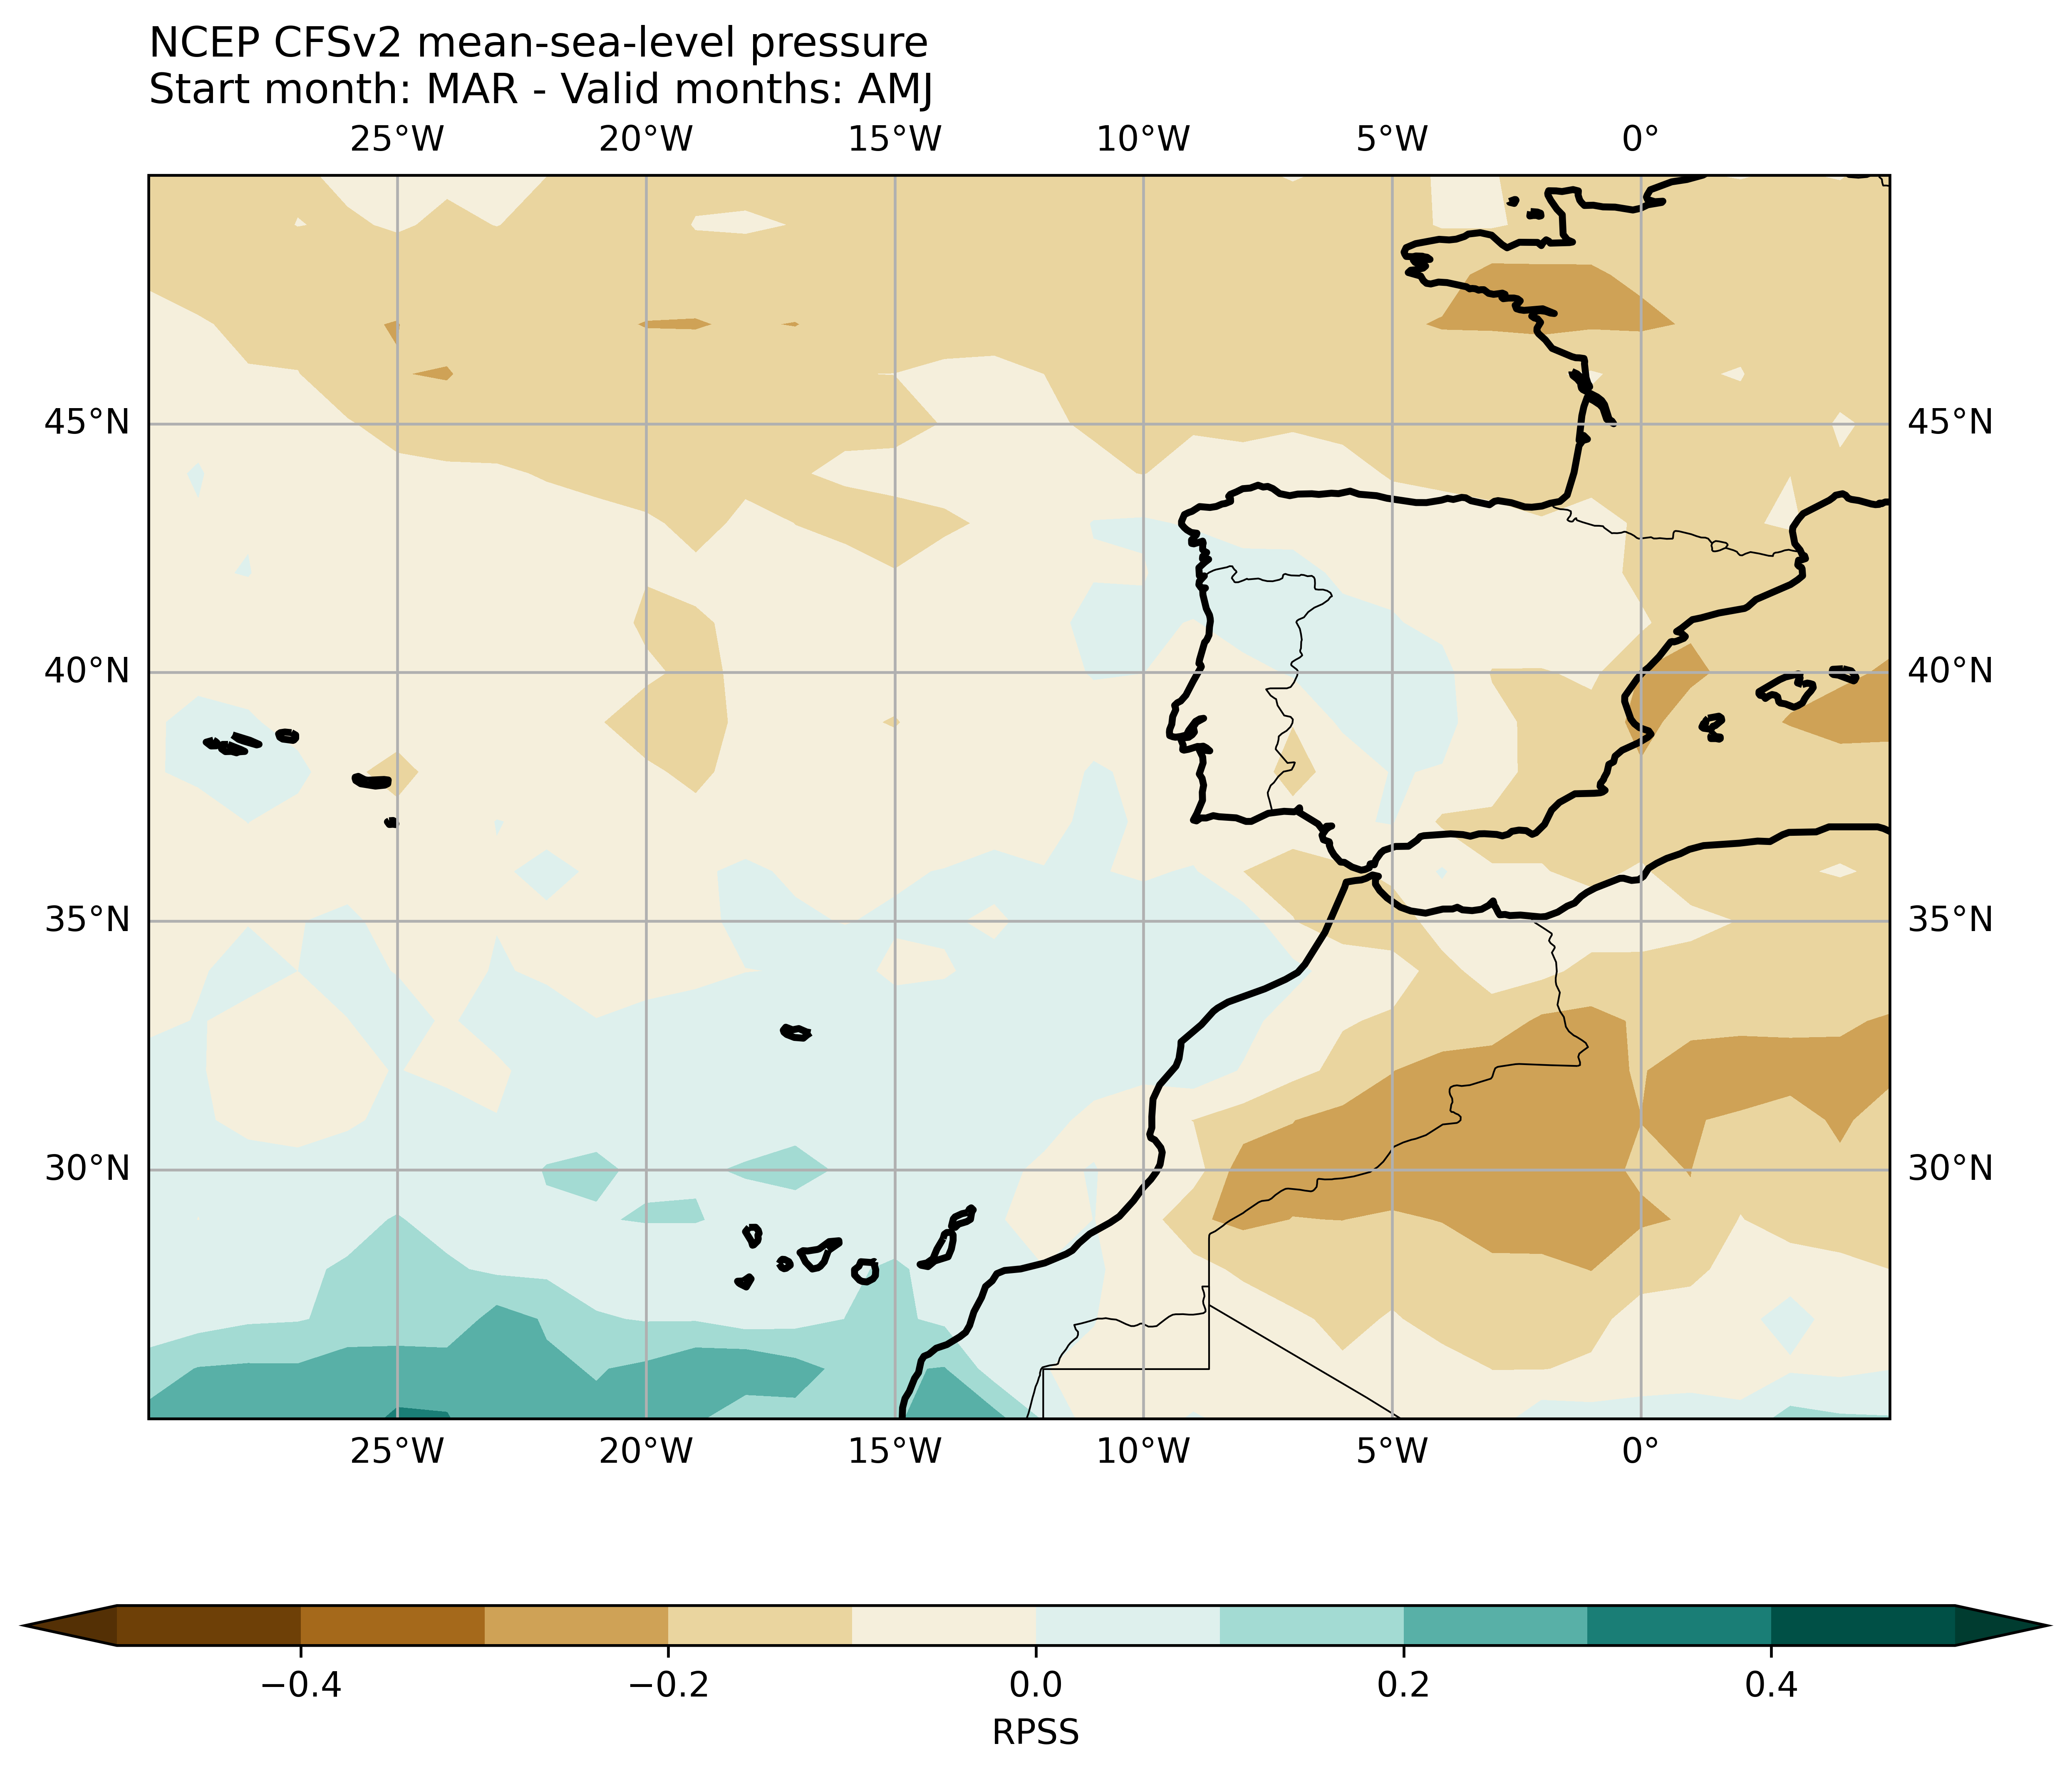 NCEP CFSv2 mean-sea-level pressure
Start month: MAR - Valid months: AMJ
25°W 20°W 15°W 10°W 5°W 0°
45°N 45°N
40°N 40°N
35°N 35°N
30°N 30°N
25°W 20°W 15°W 10°W 5°W 0°
−0.4 −0.2 0.0 0.2 0.4
RPSS